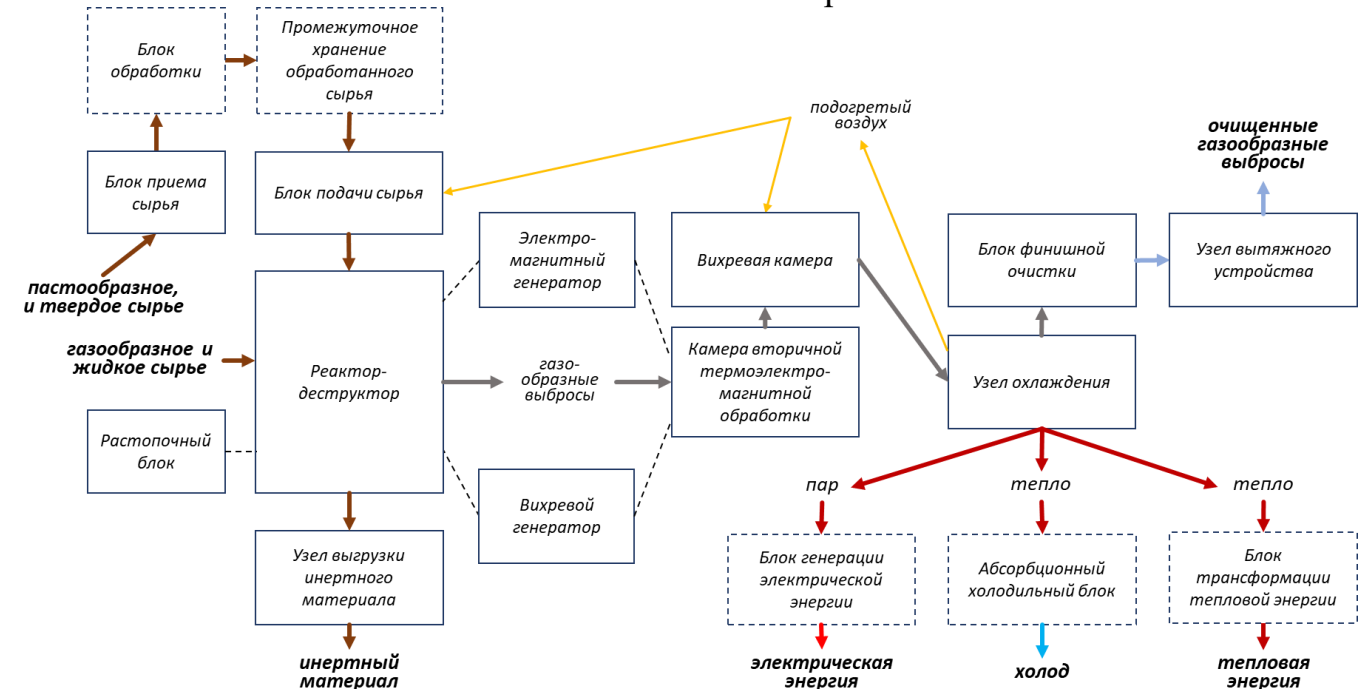 Блок
обработки
Промежуточное
хранение
обработанного
сырья
подогретый
воздух
очищенные
газообразные
выбросы
Блок приема
сырья
Блок подачи сырья
Электро-
магнитный
генератор
Вихревая камера
Блок финишной
очистки
Узел вытяжного
устройства
пастообразное,
и твердое сырье
газообразное и
жидкое сырье
Реактор-
деструктор
газо-
образные
выбросы
Камера вторичной
термоэлектро-
магнитной
обработки
Узел охлаждения
Растопочный
блок
Вихревой
генератор
пар
тепло
тепло
Узел выгрузки
инертного
материала
Блок генерации
электрической
энергии
Абсорбционный
холодильный блок
Блок
трансформации
тепловой энергии
инертный
материал
электрическая
энергия
холод
тепловая
энергия